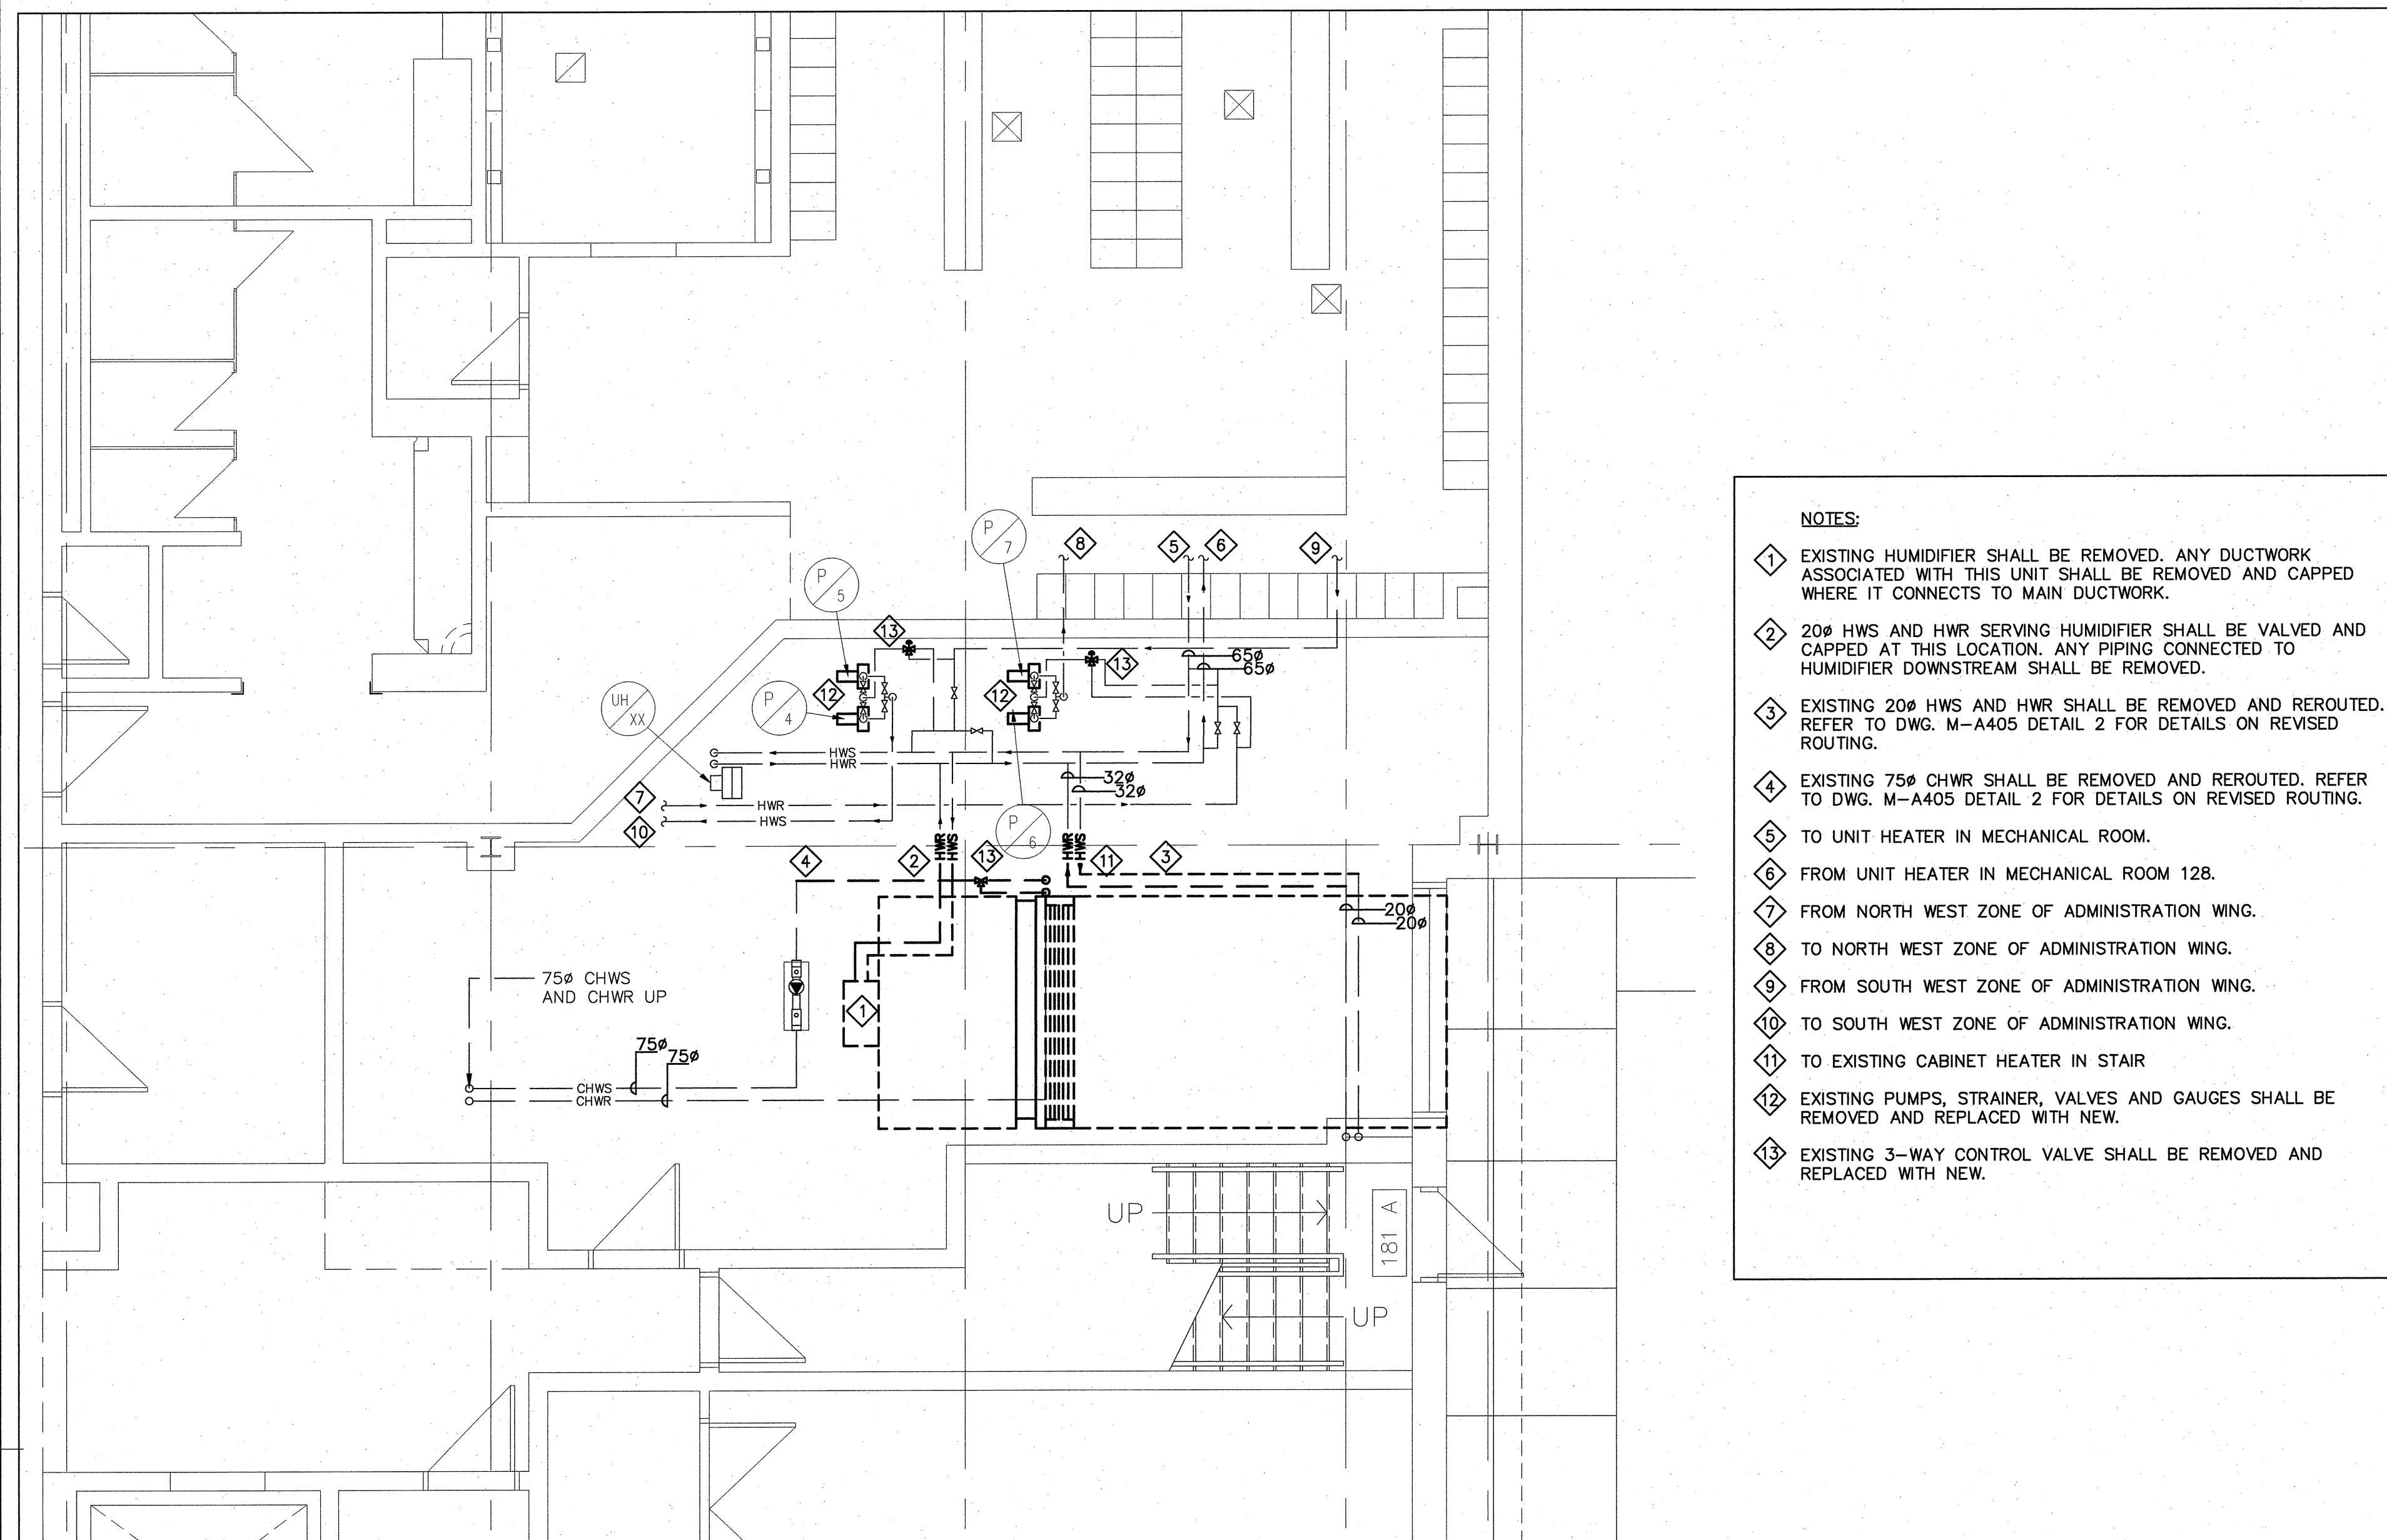 P
7
8
5
6
9
P
5
13
65ø
65ø
13
12
12
UH
XX
P
4
HWS
HWR
32ø
32ø
7
HWR
10
HWS
P
6
HWR
HWS
HWR
HWS
4
2
13
11
3
20ø
20ø
75ø CHWS
AND CHWR UP
1
75ø
75ø
CHWS
CHWR
UP
181 A
UP
NOTES:
1 EXISTING HUMIDIFIER SHALL BE REMOVED. ANY DUCTWORK
ASSOCIATED WITH THIS UNIT SHALL BE REMOVED AND CAPPED
WHERE IT CONNECTS TO MAIN DUCTWORK.
2 20ø HWS AND HWR SERVING HUMIDIFIER SHALL BE VALVED AND
CAPPED AT THIS LOCATION. ANY PIPING CONNECTED TO
HUMIDIFIER DOWNSTREAM SHALL BE REMOVED.
3 EXISTING 20ø HWS AND HWR SHALL BE REMOVED AND REROUTED.
REFER TO DWG. M-A405 DETAIL 2 FOR DETAILS ON REVISED
ROUTING.
4 EXISTING 75ø CHWR SHALL BE REMOVED AND REROUTED. REFER
TO DWG. M-A405 DETAIL 2 FOR DETAILS ON REVISED ROUTING.
5 TO UNIT HEATER IN MECHANICAL ROOM.
6 FROM UNIT HEATER IN MECHANICAL ROOM 128.
7 FROM NORTH WEST ZONE OF ADMINISTRATION WING.
8 TO NORTH WEST ZONE OF ADMINISTRATION WING.
9 FROM SOUTH WEST ZONE OF ADMINISTRATION WING.
10 TO SOUTH WEST ZONE OF ADMINISTRATION WING.
11 TO EXISTING CABINET HEATER IN STAIR
12 EXISTING PUMPS, STRAINER, VALVES AND GAUGES SHALL BE
REMOVED AND REPLACED WITH NEW.
13 EXISTING 3-WAY CONTROL VALVE SHALL BE REMOVED AND
REPLACED WITH NEW.